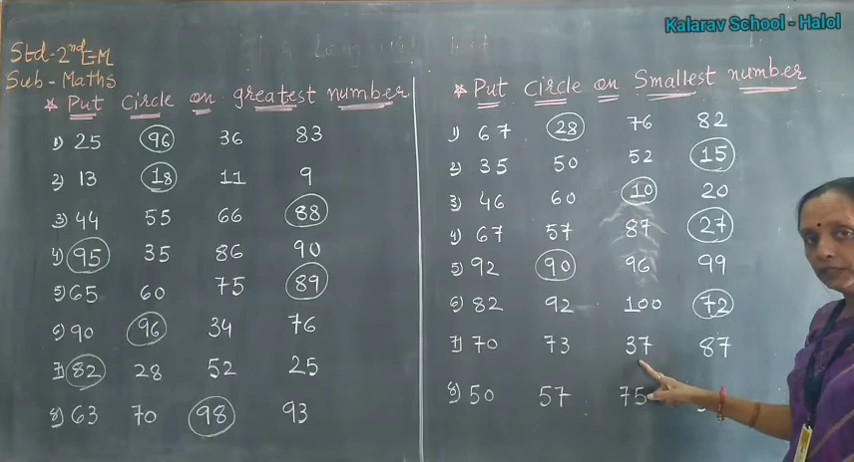 Kalarav School - Halol
Std-2nd E.M
Sub - Maths
* Put circle on greatest number
1) 25 96 36 83
2) 13 18 11 9
3) 44 55 66 88
4) 95 35 86 90
5) 65 60 75 89
6) 90 96 34 76
7) 82 28 52 25
8) 63 70 98 93
* Put circle on Smallest number
1) 67 28 76 82
2) 35 50 52 15
3) 46 60 10 20
4) 67 57 87 27
5) 92 90 96 99
6) 82 92 100 72
7) 70 73 37 87
8) 50 57 75